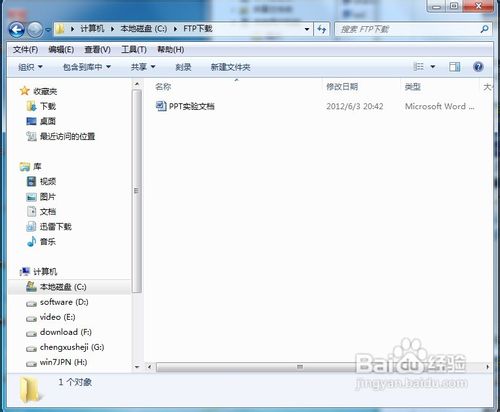 计算机 ▸ 本地磁盘 (C:) ▸ FTP下载
搜索 FTP下载
文件(F) 编辑(E) 查看(V) 工具(T) 帮助(H)
组织 包含到库中 共享 刻录 新建文件夹
名称 修改日期 类型 大小
PPT实验文档 2012/6/3 20:42 Microsoft Word ...
收藏夹
下载
桌面
最近访问的位置
库
视频
图片
文档
迅雷下载
音乐
计算机
本地磁盘 (C:)
software (D:)
video (E:)
download (F:)
chengxusheji (G:)
win7JPN (H:)
1 个对象
Baidu 经验
jingyan.baidu.com